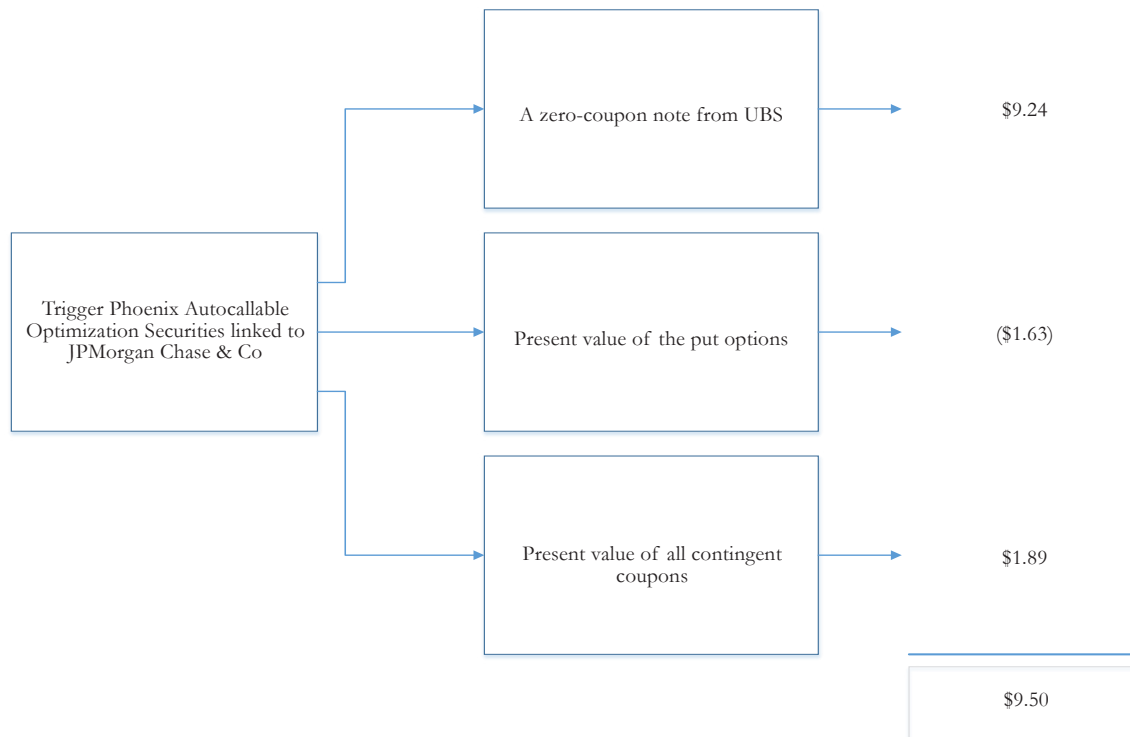 A zero-coupon note from UBS
$9.24
Trigger Phoenix Autocallable
Optimization Securities linked to
JPMorgan Chase & Co
Present value of the put options
($1.63)
Present value of all contingent
coupons
$1.89
$9.50